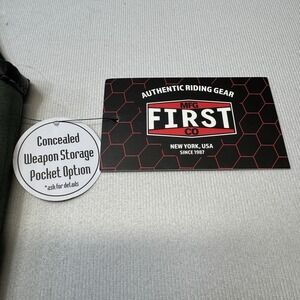 Concealed
Weapon Storage
Pocket Option
*ask for details
AUTHENTIC RIDING GEAR
MFG
FIRST
CO
NEW YORK, USA
SINCE 1987